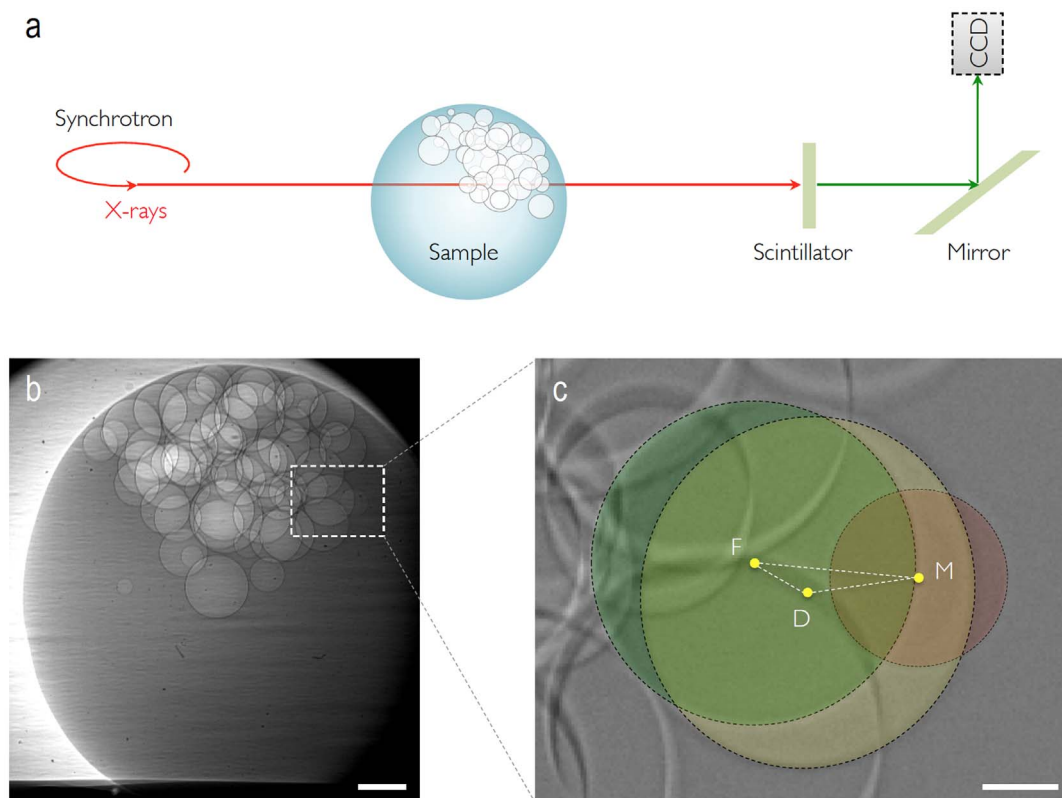 a
CCD
Synchrotron
X-rays
Sample
Scintillator
Mirror
b
c
F
M
D